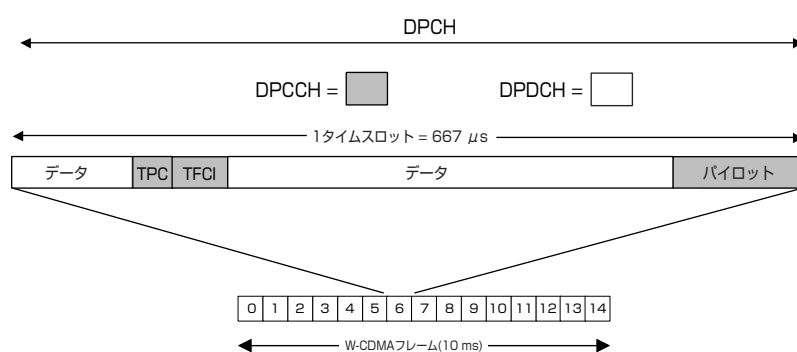 DPCH
DPCCH =
DPDCH =
1タイムスロット = 667 μs
データ TPC TFCI データ パイロット
0 1 2 3 4 5 6 7 8 9 10 11 12 13 14
W-CDMAフレーム(10 ms)